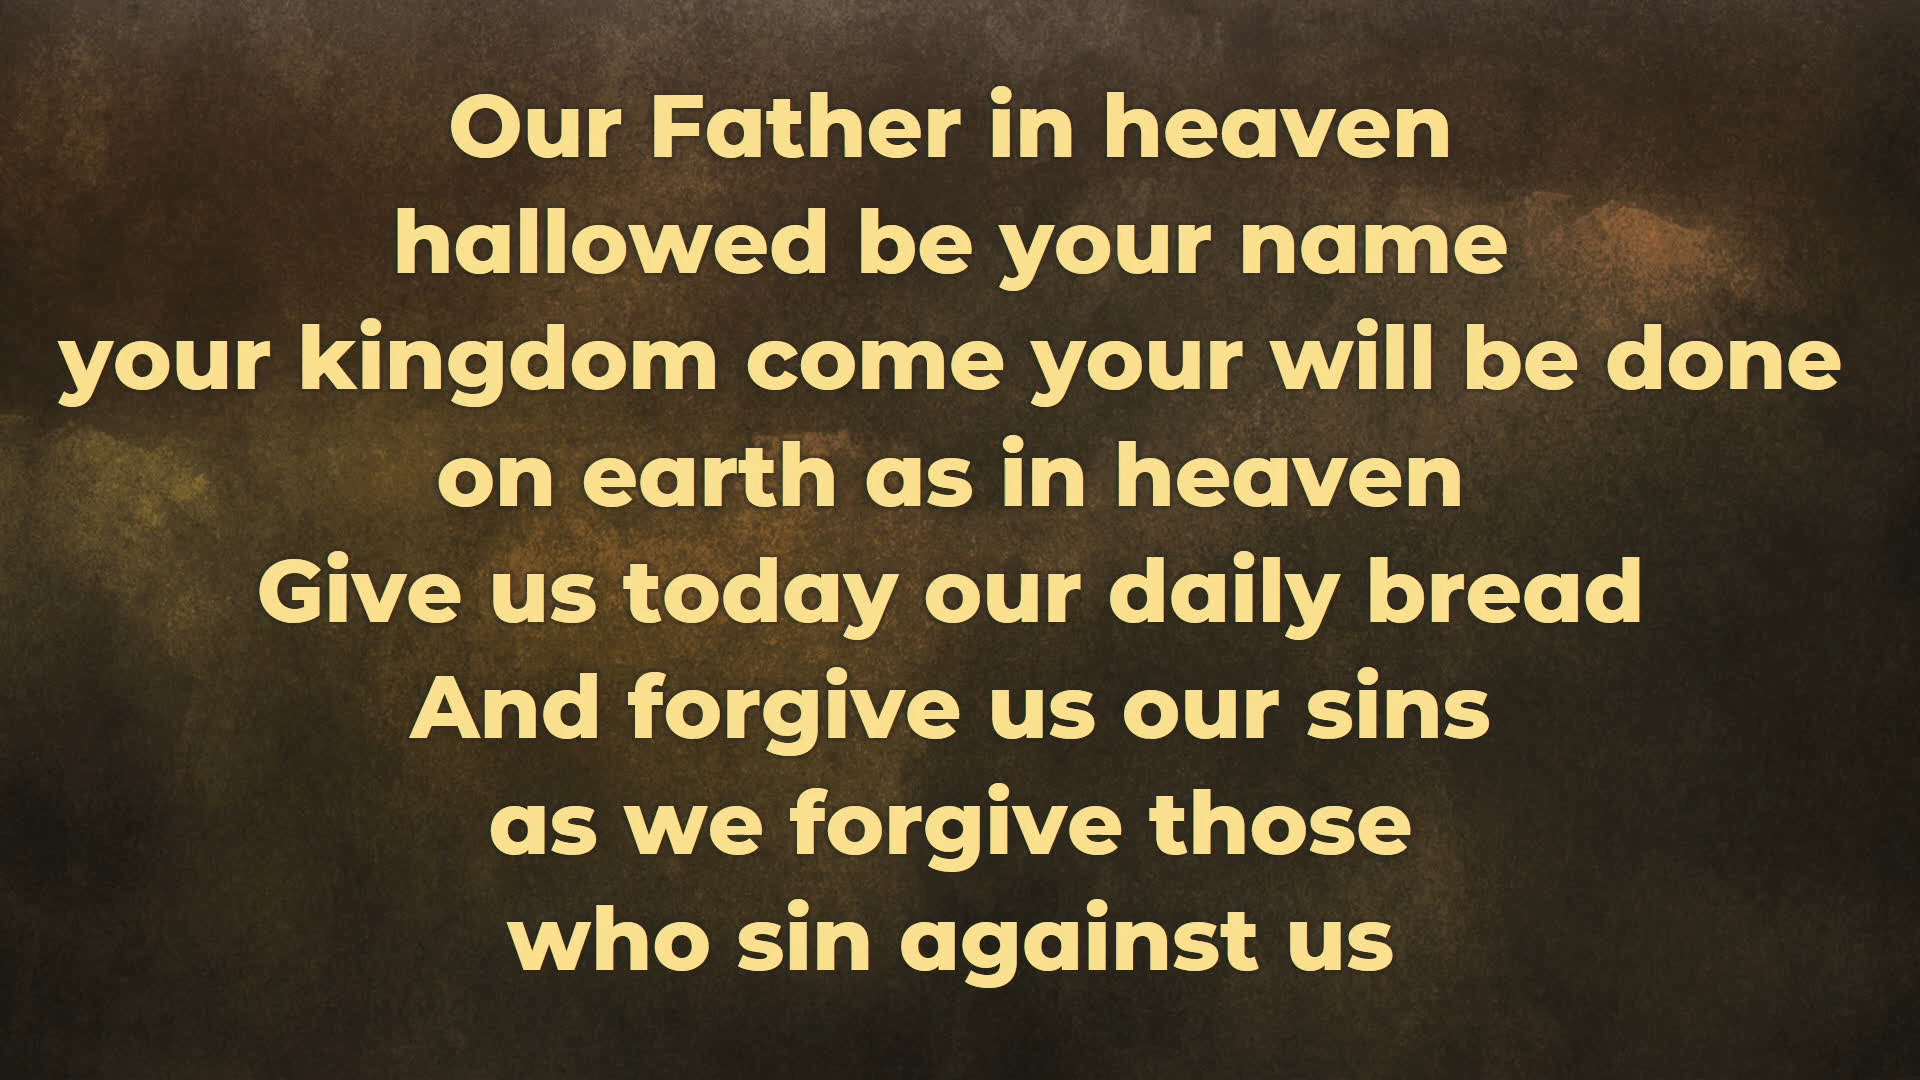 Our Father in heaven
hallowed be your name
your kingdom come your will be done
on earth as in heaven
Give us today our daily bread
And forgive us our sins
as we forgive those
who sin against us